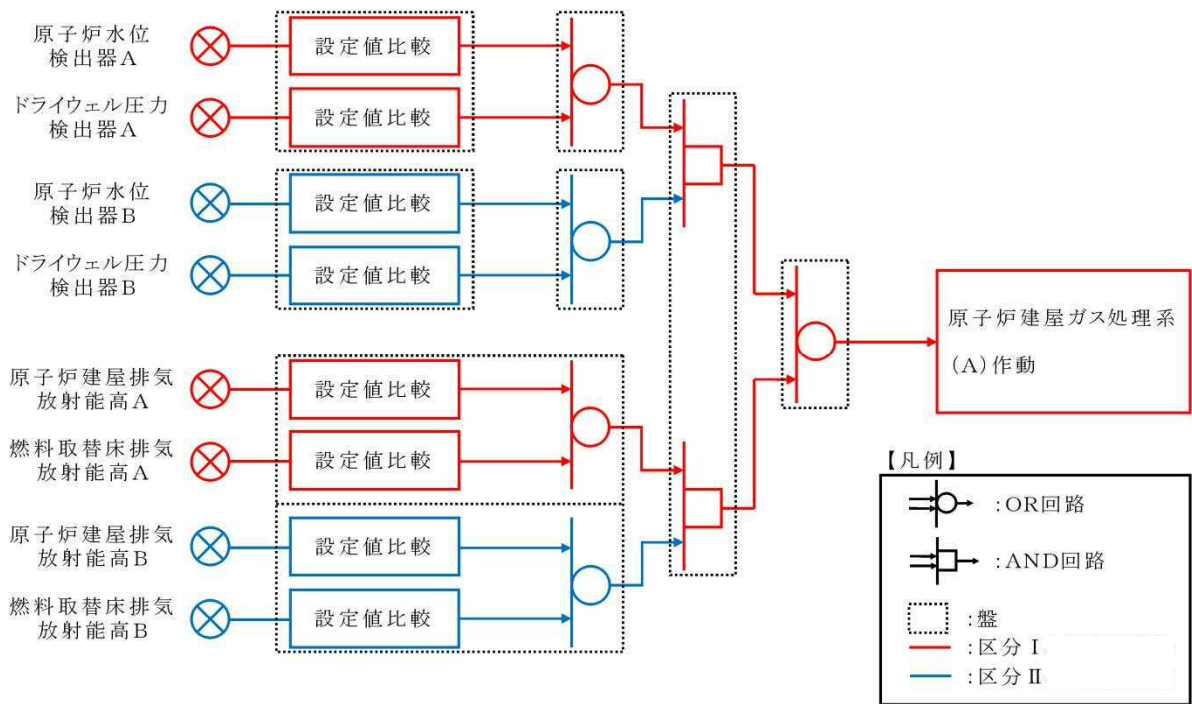 原子炉水位
検出器A
設定値比較
ドライウェル圧力
検出器A
設定値比較
原子炉水位
検出器B
設定値比較
ドライウェル圧力
検出器B
設定値比較
原子炉建屋排気
放射能高A
設定値比較
燃料取替床排気
放射能高A
設定値比較
原子炉建屋排気
放射能高B
設定値比較
燃料取替床排気
放射能高B
設定値比較
原子炉建屋ガス処理系
(A)作動
【凡例】
:OR回路
:AND回路
:盤
:区分Ⅰ
:区分Ⅱ